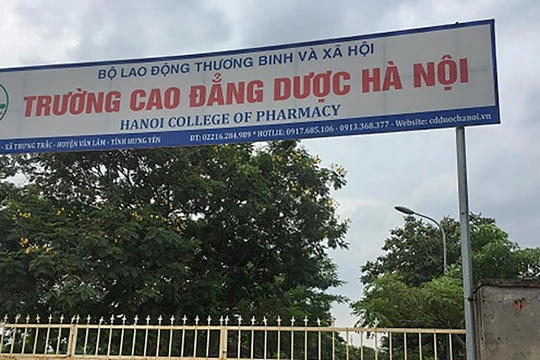 BỘ LAO ĐỘNG THƯƠNG BINH VÀ XÃ HỘI
TRƯỜNG CAO ĐẲNG DƯỢC HÀ NỘI
HANOI COLLEGE OF PHARMACY
- XÃ TRƯNG TRẮC - HUYỆN VĂN LÂM - TỈNH HƯNG YÊN ĐT: 02216.284.989 * HOTLIE: 0917.685.106 - 0913.368.377 - Website: cdduochanoi.vn